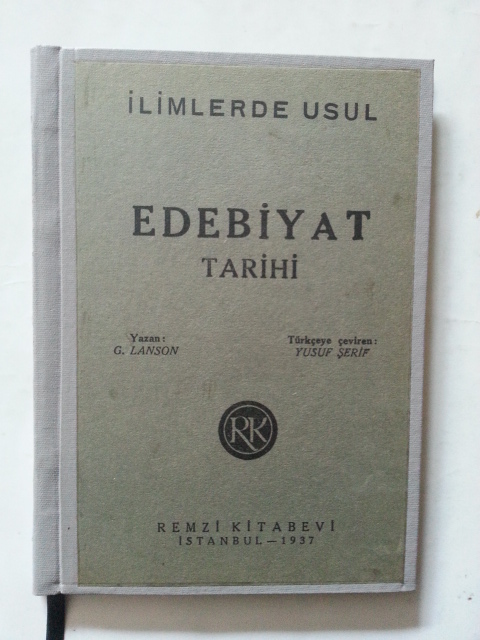 İLİMLERDE USUL
EDEBİYAT
TARİHİ
Yazan:
G. LANSON
Türkçeye çeviren:
YUSUF ŞERİF
RK
REMZİ KİTABEVİ
İSTANBUL—1937